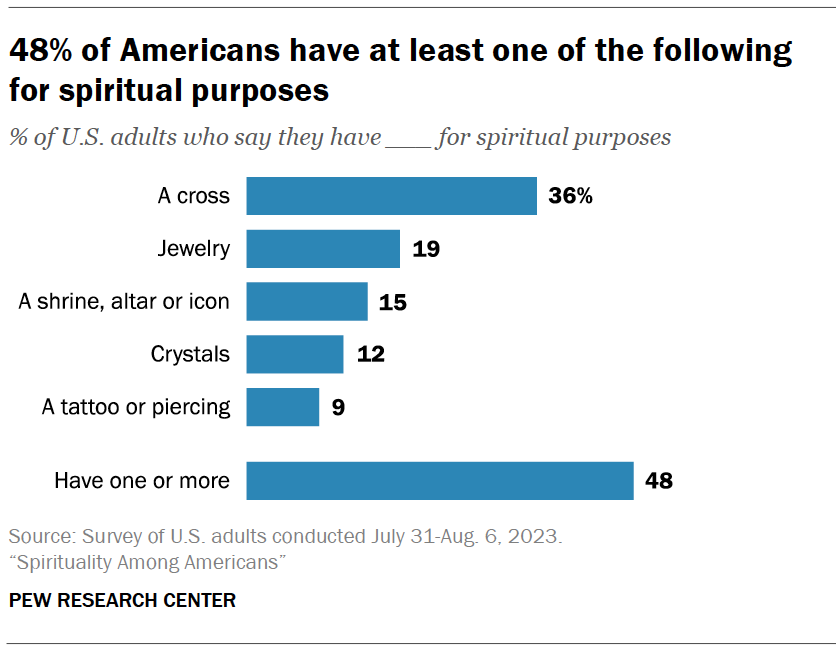 48% of Americans have at least one of the following
for spiritual purposes
% of U.S. adults who say they have ___ for spiritual purposes
A cross 36%
Jewelry 19
A shrine, altar or icon 15
Crystals 12
A tattoo or piercing 9
Have one or more 48
Source: Survey of U.S. adults conducted July 31-Aug. 6, 2023.
“Spirituality Among Americans”
PEW RESEARCH CENTER